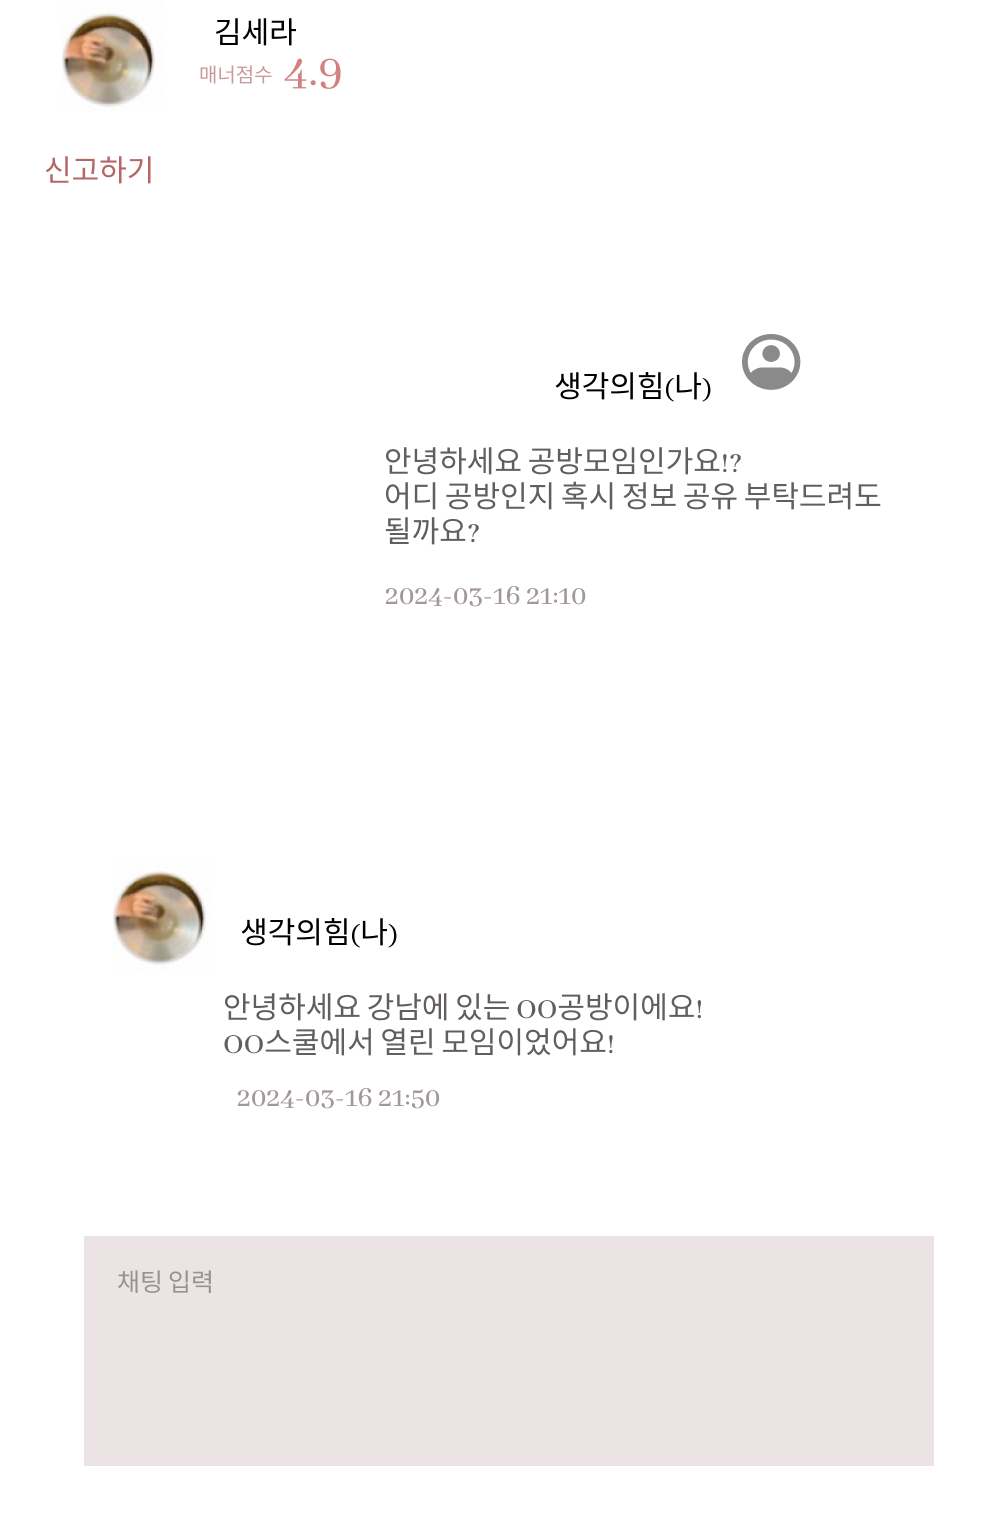 김세라
매너점수 4.9
신고하기
생각의힘(나)
안녕하세요 공방모임인가요!?
어디 공방인지 혹시 정보 공유 부탁드려도
될까요?
2024-03-16 21:10
생각의힘(나)
안녕하세요 강남에 있는 OO공방이에요!
OO스쿨에서 열린 모임이었어요!
2024-03-16 21:50
채팅 입력